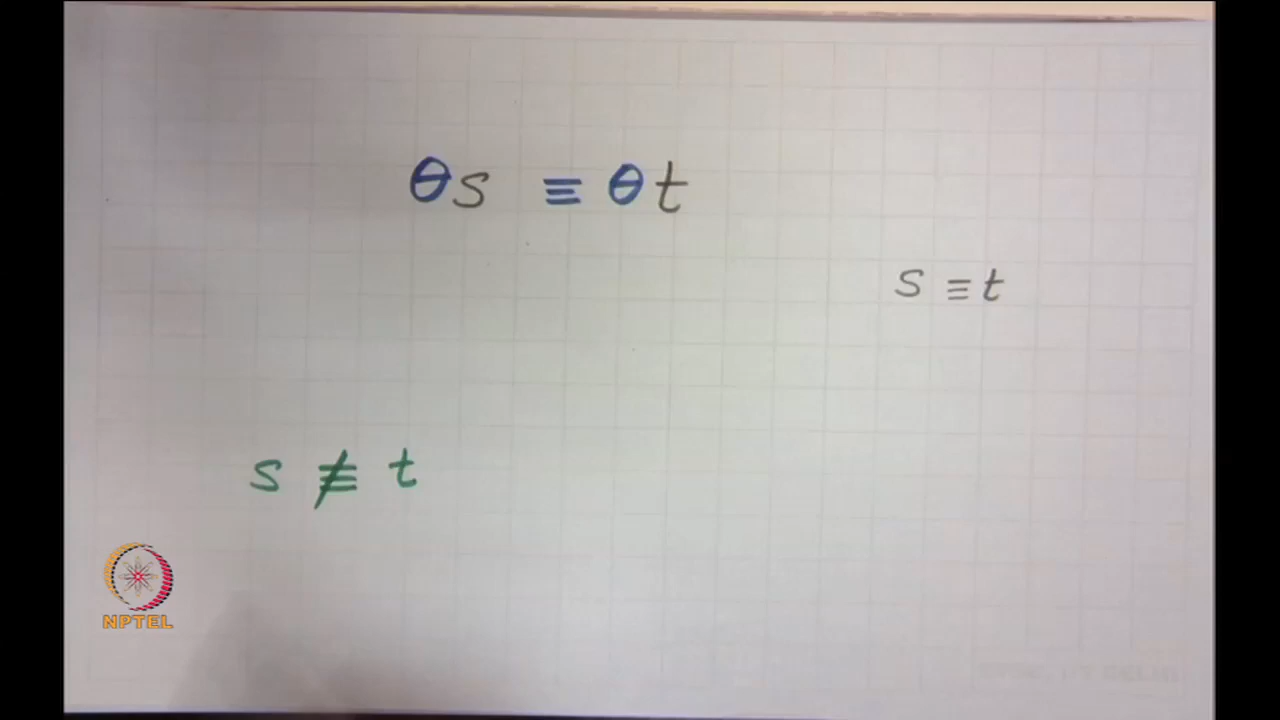 θs ≡ θt
s ≡ t
s ≢ t
NPTEL